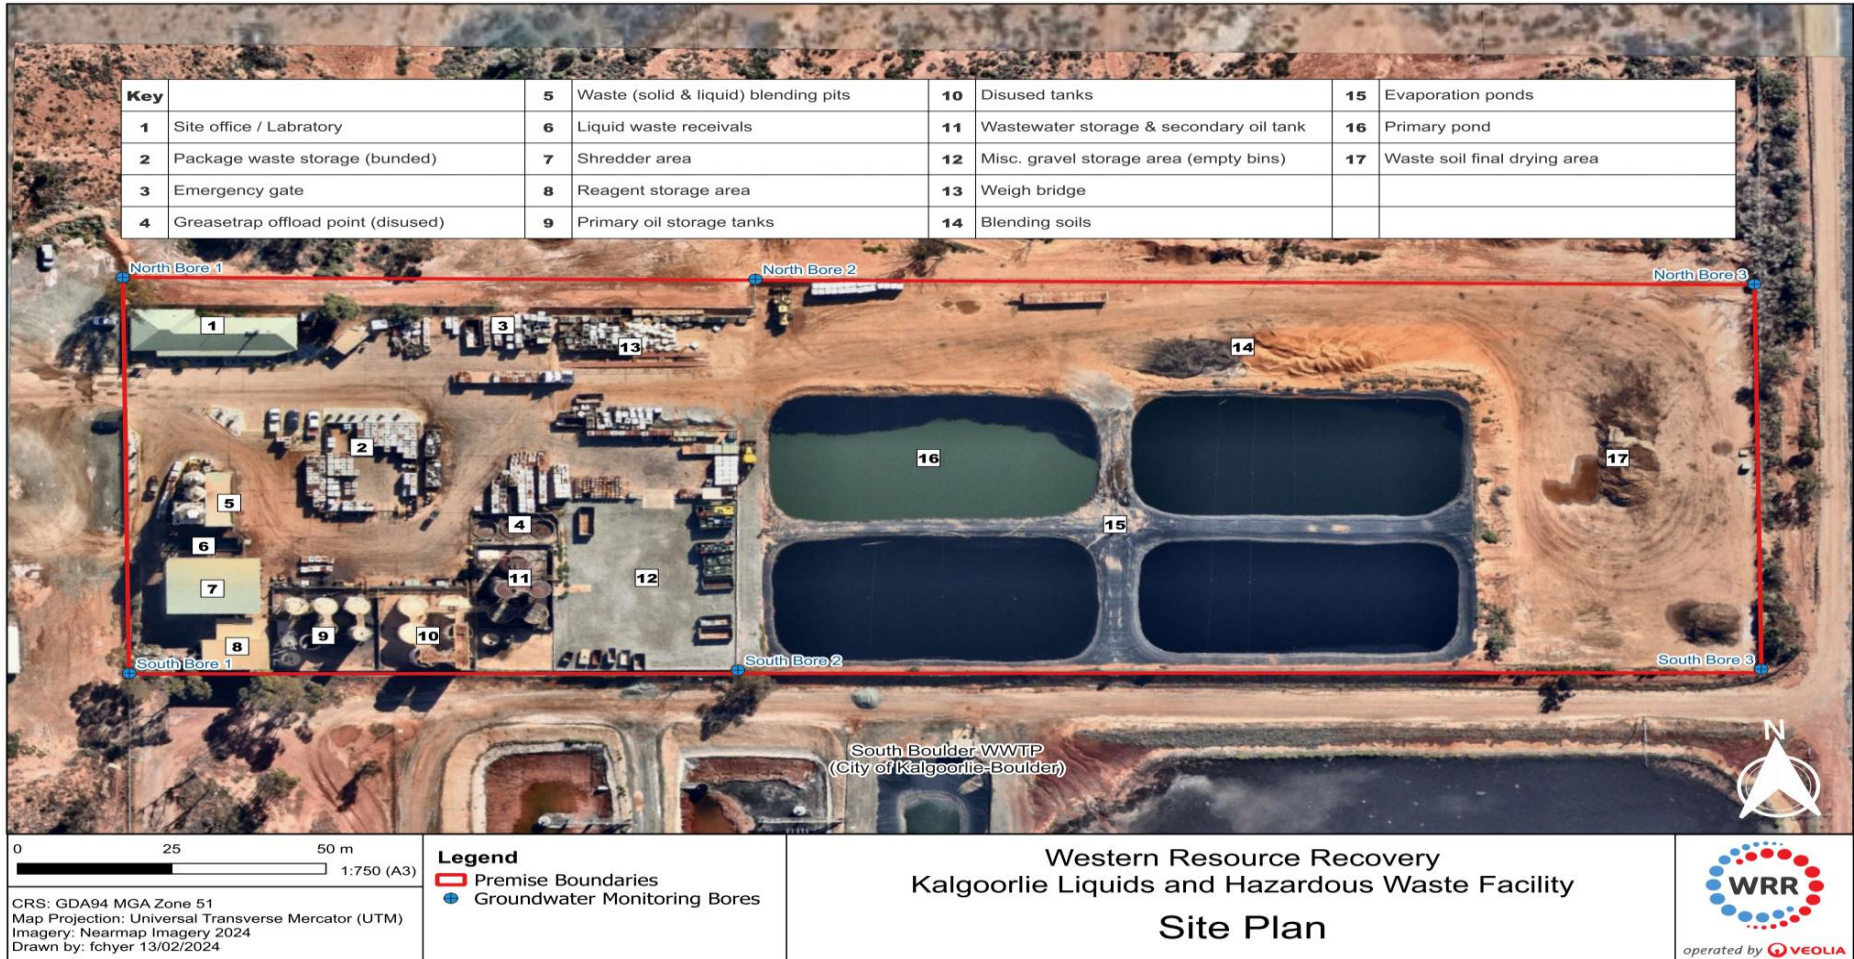 Key
1 Site office / Labratory
2 Package waste storage (bunded)
3 Emergency gate
4 Greasetrap offload point (disused)
5 Waste (solid & liquid) blending pits
6 Liquid waste receivals
7 Shredder area
8 Reagent storage area
9 Primary oil storage tanks
10 Disused tanks
11 Wastewater storage & secondary oil tank
12 Misc. gravel storage area (empty bins)
13 Weigh bridge
14 Blending soils
15 Evaporation ponds
16 Primary pond
17 Waste soil final drying area
North Bore 1
North Bore 2
North Bore 3
1
3
13
14
2
16
17
5
4
15
6
11
12
7
9
10
8
South Bore 1
South Bore 2
South Bore 3
South Boulder WWTP
(City of Kalgoorlie-Boulder)
N
0 25 50 m
1:750 (A3)
CRS: GDA94 MGA Zone 51
Map Projection: Universal Transverse Mercator (UTM)
Imagery: Nearmap Imagery 2024
Drawn by: fchyer 13/02/2024
Legend
Premise Boundaries
Groundwater Monitoring Bores
Western Resource Recovery
Kalgoorlie Liquids and Hazardous Waste Facility
Site Plan
WRR
operated by VEOLIA